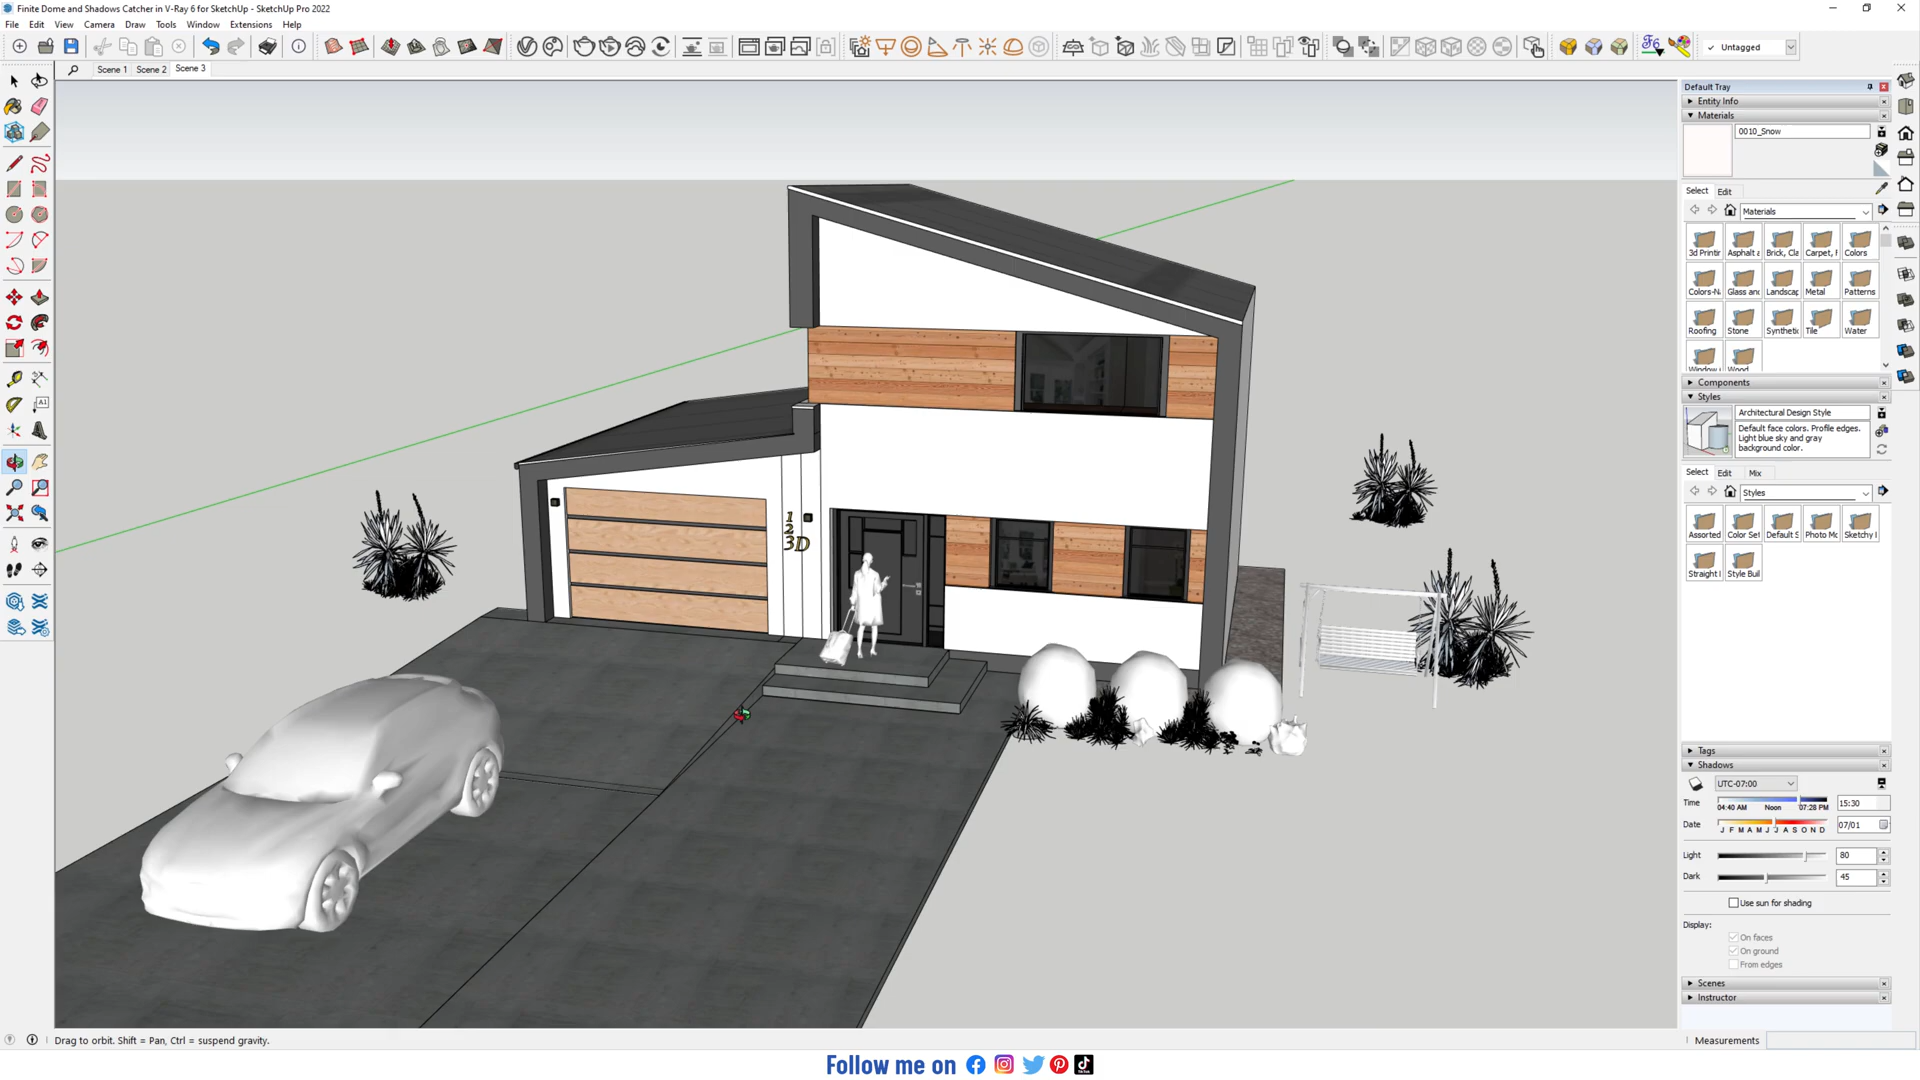 Finite Dome and Shadows Catcher in V-Ray 6 for SketchUp - SketchUp Pro 2022
File Edit View Camera Draw Tools Window Extensions Help
Untagged
Scene 1 Scene 2 Scene 3
Default Tray
Entity Info
Materials
0010_Snow
Select Edit
Materials
3d Printin Asphalt a Brick, Cla Carpet, F Colors
Colors-Na Glass and Landscap Metal Patterns
Roofing Stone Synthetic Tile Water
Wood
Components
Styles
Architectural Design Style
Default face colors. Profile edges. Light blue sky and gray background color.
Select Edit Mix
Styles
Assorted Color Set Default S Photo Mo Sketchy
Straight Style Buil
Tags
Shadows
UTC-07:00
Time 04:40 AM Noon 07:28 PM 15:30
Date J F M A M J J A S O N D 07/01
Light 80
Dark 45
Use sun for shading
Display:
On faces
On ground
From edges
Scenes
Instructor
1
2
3D
Drag to orbit. Shift = Pan, Ctrl = suspend gravity.
Measurements
Follow me on